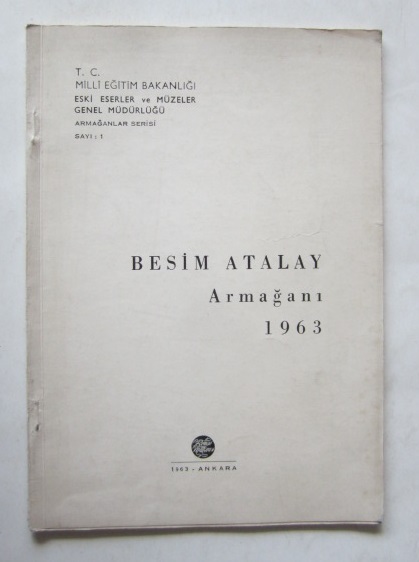 T. C.
MİLLİ EĞİTİM BAKANLIĞI
ESKİ ESERLER ve MÜZELER
GENEL MÜDÜRLÜĞÜ
ARMAĞANLAR SERİSİ
SAYI : 1
BESİM ATALAY
Armağanı
1963
1963 - ANKARA